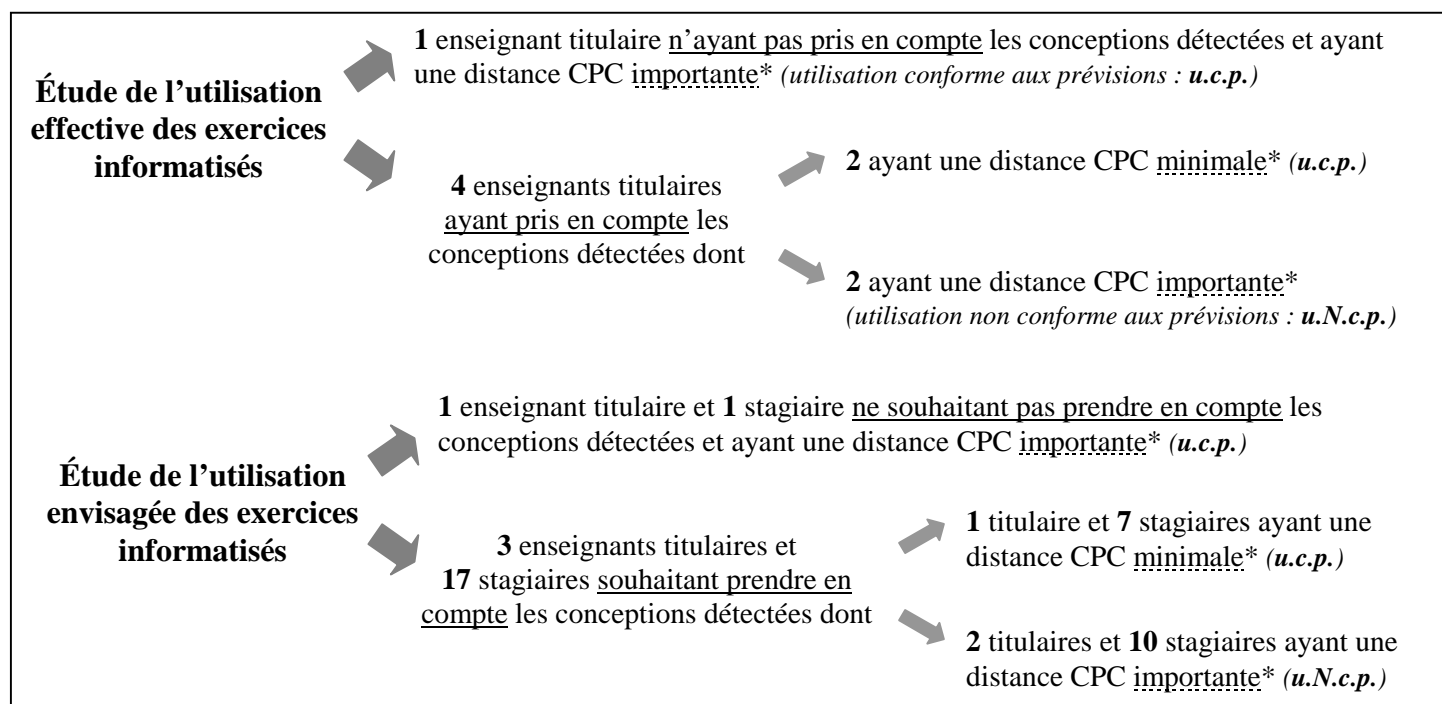 1 enseignant titulaire n'ayant pas pris en compte les conceptions détectées et ayant
une distance CPC importante* (utilisation conforme aux prévisions : u.c.p.)
Étude de l'utilisation
effective des exercices
informatisés
4 enseignants titulaires
ayant pris en compte les
conceptions détectées dont
2 ayant une distance CPC minimale* (u.c.p.)
2 ayant une distance CPC importante*
(utilisation non conforme aux prévisions : u.N.c.p.)
1 enseignant titulaire et 1 stagiaire ne souhaitant pas prendre en compte les
conceptions détectées et ayant une distance CPC importante* (u.c.p.)
Étude de l'utilisation
envisagée des exercices
informatisés
3 enseignants titulaires et
17 stagiaires souhaitant prendre en
compte les conceptions détectées dont
1 titulaire et 7 stagiaires ayant une
distance CPC minimale* (u.c.p.)
2 titulaires et 10 stagiaires ayant une
distance CPC importante* (u.N.c.p.)